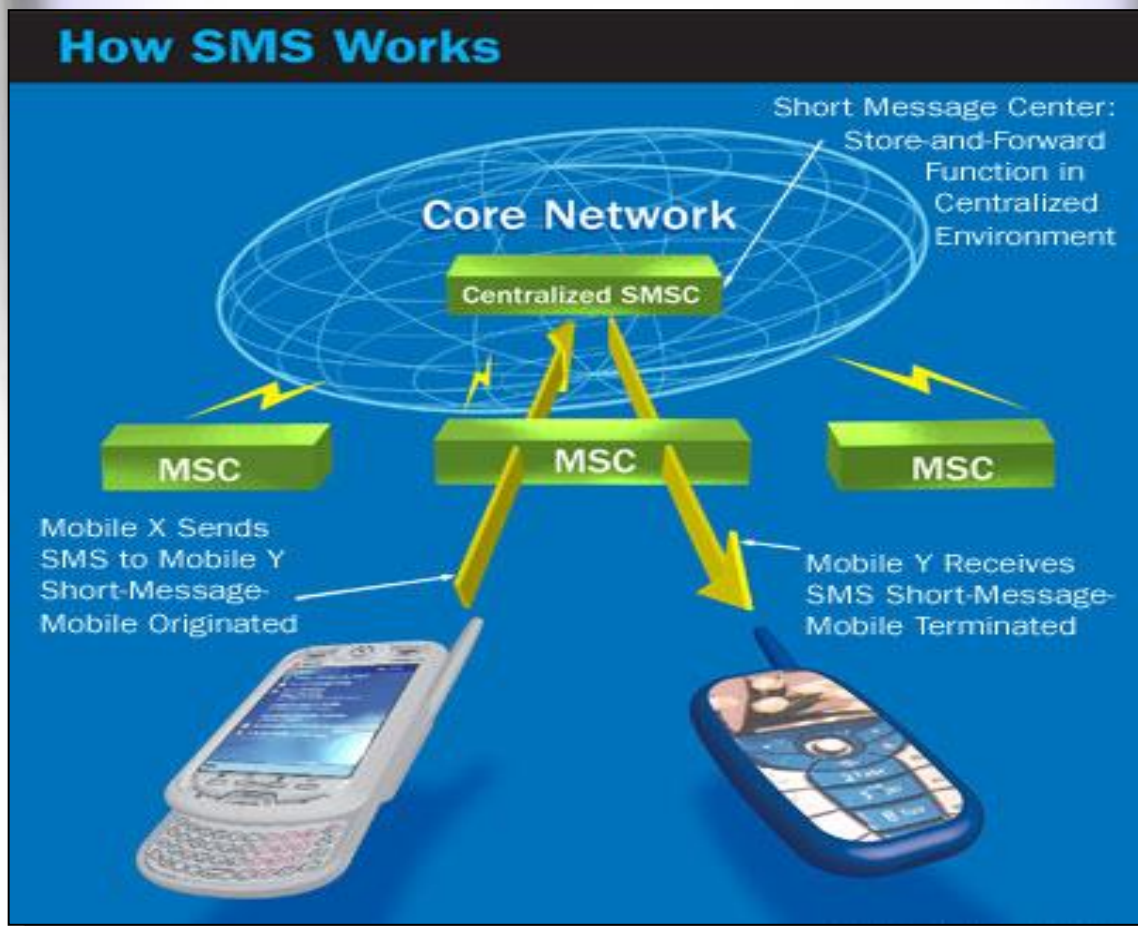 How SMS Works
Short Message Center:
Store-and-Forward
Function in
Centralized
Environment
Core Network
Centralized SMSC
MSC
MSC
MSC
Mobile X Sends
SMS to Mobile Y
Short-Message-
Mobile Originated
Mobile Y Receives
SMS Short-Message-
Mobile Terminated